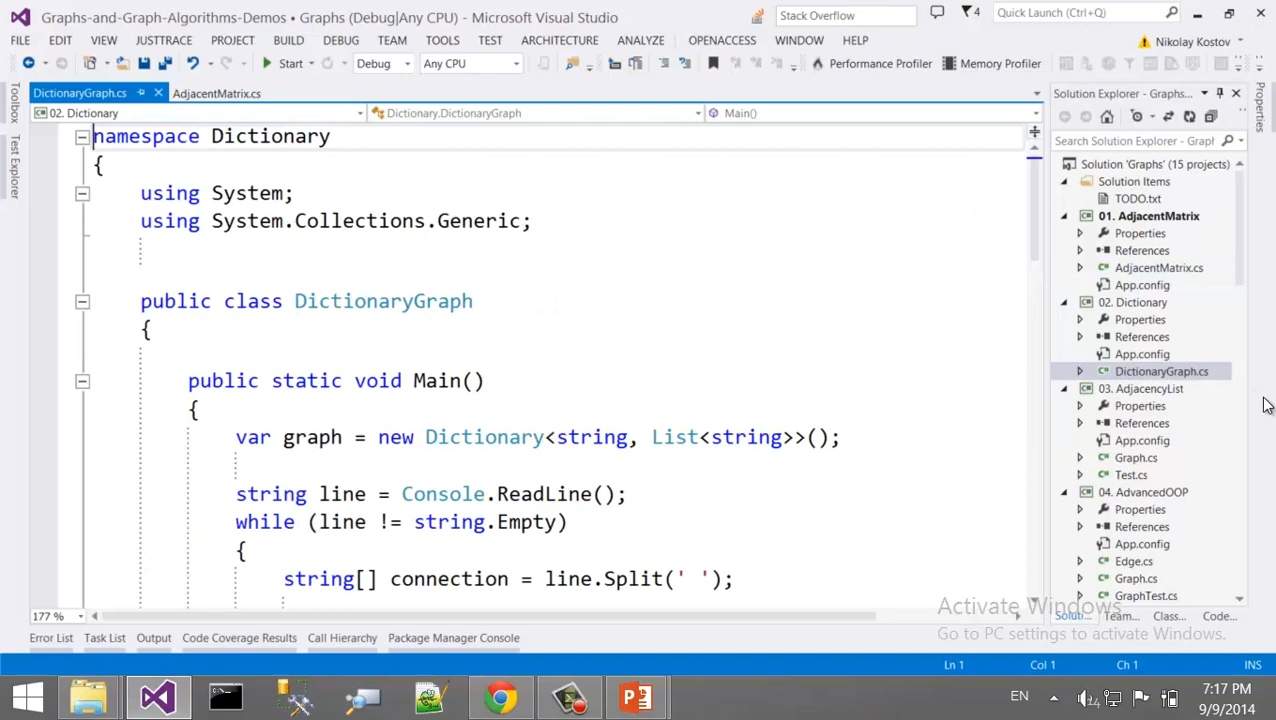 Graphs-and-Graph-Algorithms-Demos • Graphs (Debug|Any CPU) - Microsoft Visual Studio
Stack Overflow
4
Quick Launch (Ctrl+Q)
FILE EDIT VIEW JUSTTRACE PROJECT BUILD DEBUG TEAM TOOLS TEST ARCHITECTURE ANALYZE OPENACCESS WINDOW HELP
Nikolay Kostov
Start Debug Any CPU Performance Profiler Memory Profiler
Toolbox
Test Explorer
DictionaryGraph.cs AdjacentMatrix.cs
02. Dictionary Dictionary.DictionaryGraph Main()
namespace Dictionary
{
using System;
using System.Collections.Generic;
public class DictionaryGraph
{
public static void Main()
{
var graph = new Dictionary<string, List<string>>();
string line = Console.ReadLine();
while (line != string.Empty)
{
string[] connection = line.Split(' ');
177 %
Solution Explorer - Graphs...
Search Solution Explorer - Graph
Solution 'Graphs' (15 projects)
Solution Items
TODO.txt
01. AdjacentMatrix
Properties
References
AdjacentMatrix.cs
App.config
02. Dictionary
Properties
References
App.config
DictionaryGraph.cs
03. AdjacencyList
Properties
References
App.config
Graph.cs
Test.cs
04. AdvancedOOP
Properties
References
App.config
Edge.cs
Graph.cs
GraphTest.cs
Soluti... Team... Class... Code...
Properties
Activate Windows
Go to PC settings to activate Windows.
Error List Task List Output Code Coverage Results Call Hierarchy Package Manager Console
Ln 1 Col 1 Ch 1 INS
EN
7:17 PM
9/9/2014